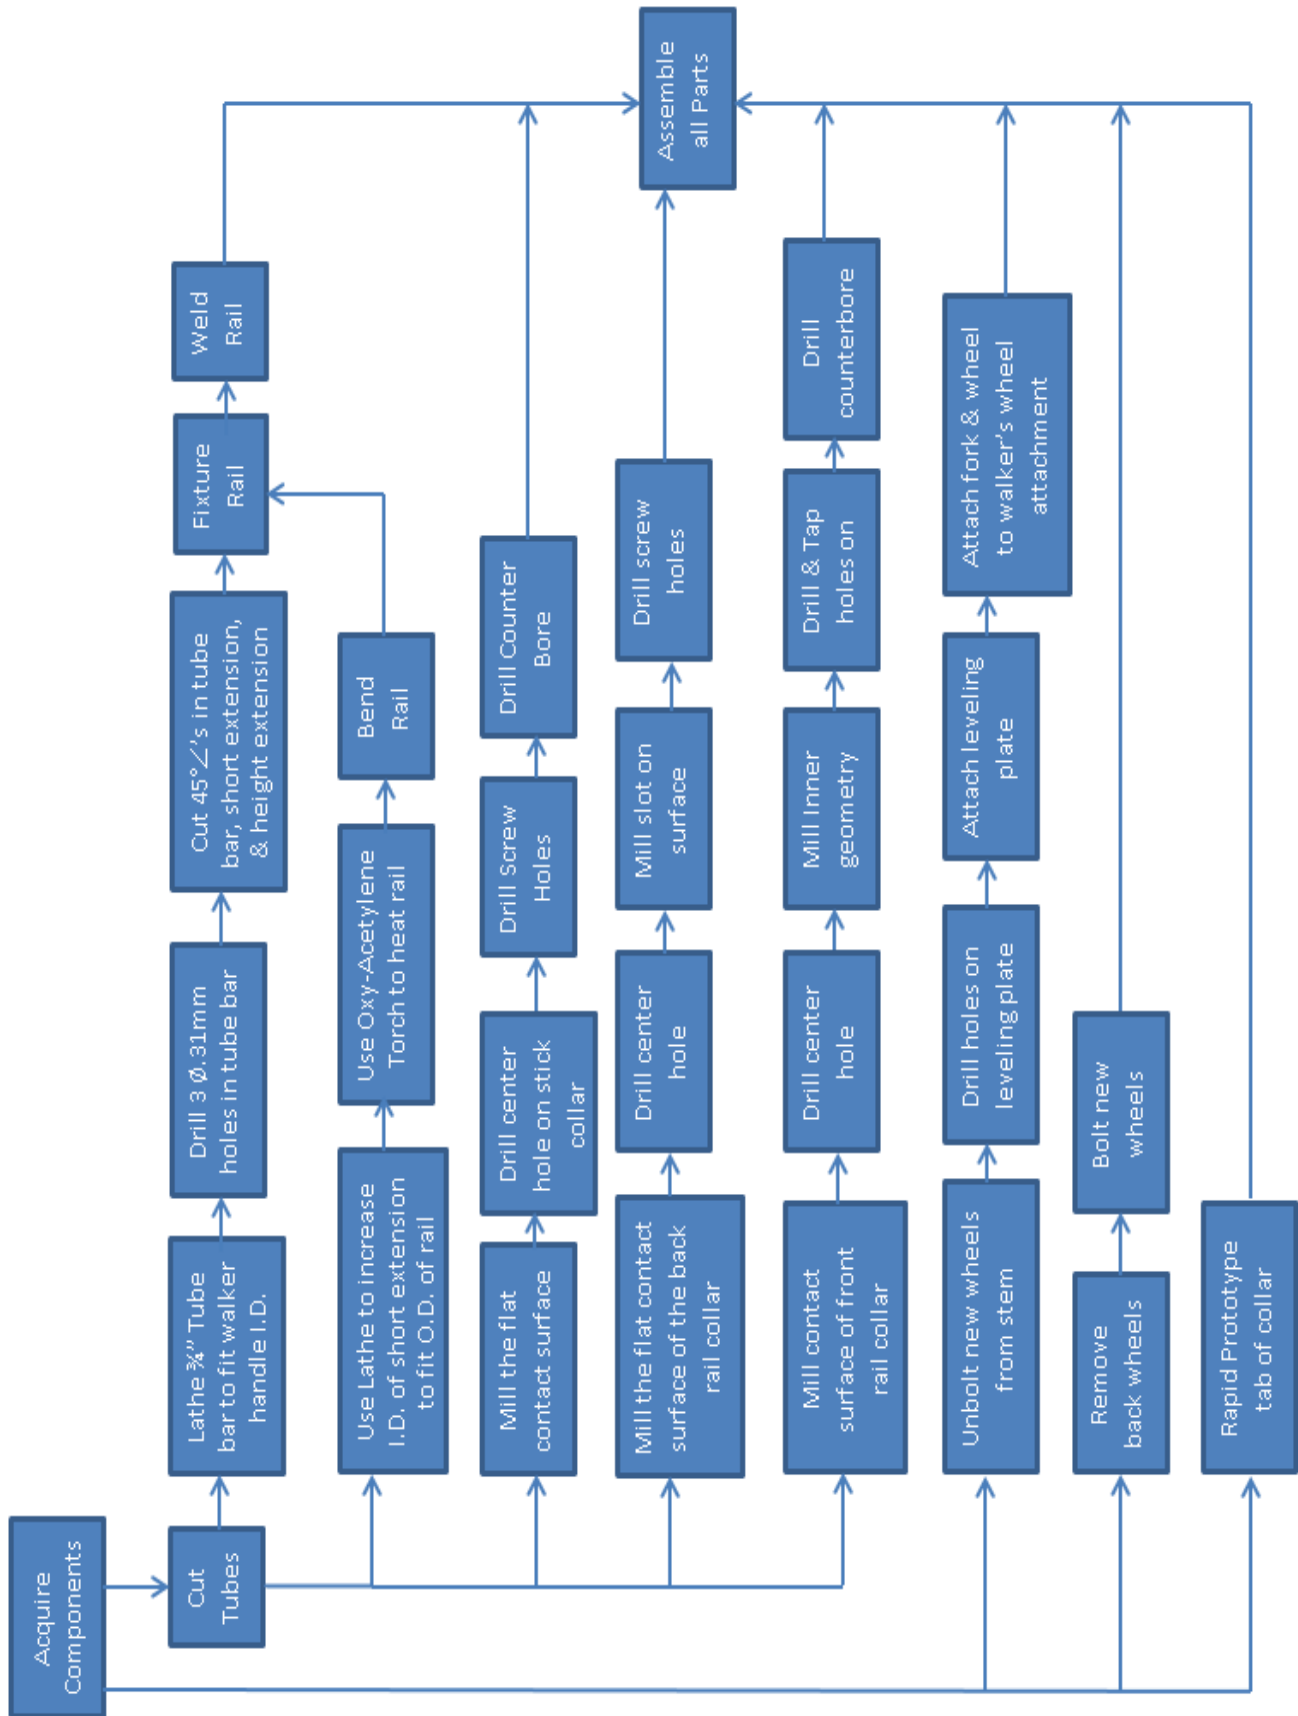 Acquire
Components
Cut
Tubes
Lathe ¾” Tube
bar to fit walker
handle I.D.
Drill 3 Ø.31mm
holes in tube bar
Cut 45°∠’s in tube
bar, short extension,
& height extension
Fixture
Rail
Weld
Rail
Use Lathe to increase
I.D. of short extension
to fit O.D. of rail
Use Oxy-Acetylene
Torch to heat rail
Bend
Rail
Mill the flat
contact surface
Drill center
hole on stick
collar
Drill Screw
Holes
Drill Counter
Bore
Mill the flat contact
surface of the back
rail collar
Drill center
hole
Mill slot on
surface
Drill screw
holes
Assemble
all Parts
Mill contact
surface of front
rail collar
Drill center
hole
Mill Inner
geometry
Drill & Tap
holes on
Drill
counterbore
Unbolt new wheels
from stem
Drill holes on
leveling plate
Attach leveling
plate
Attach fork & wheel
to walker’s wheel
attachment
Remove
back wheels
Bolt new
wheels
Rapid Prototype
tab of collar